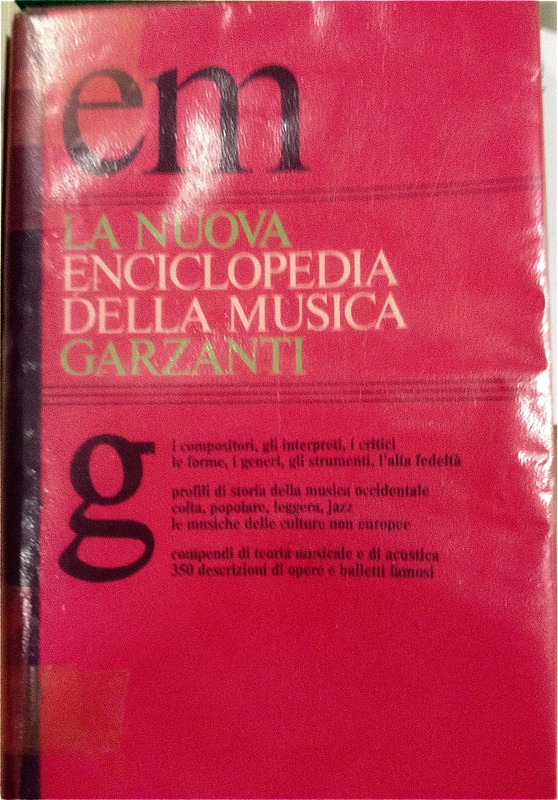 em
LA NUOVA
ENCICLOPEDIA
DELLA MUSICA
GARZANTI
g
i compositori, gli interpreti, i critici
le forme, i generi, gli strumenti, l'alta fedeltà
profili di storia della musica occidentale
colta, popolare, leggera, jazz
le musiche delle culture non europee
compendi di teoria musicale e di acustica
350 descrizioni di opere e balletti famosi